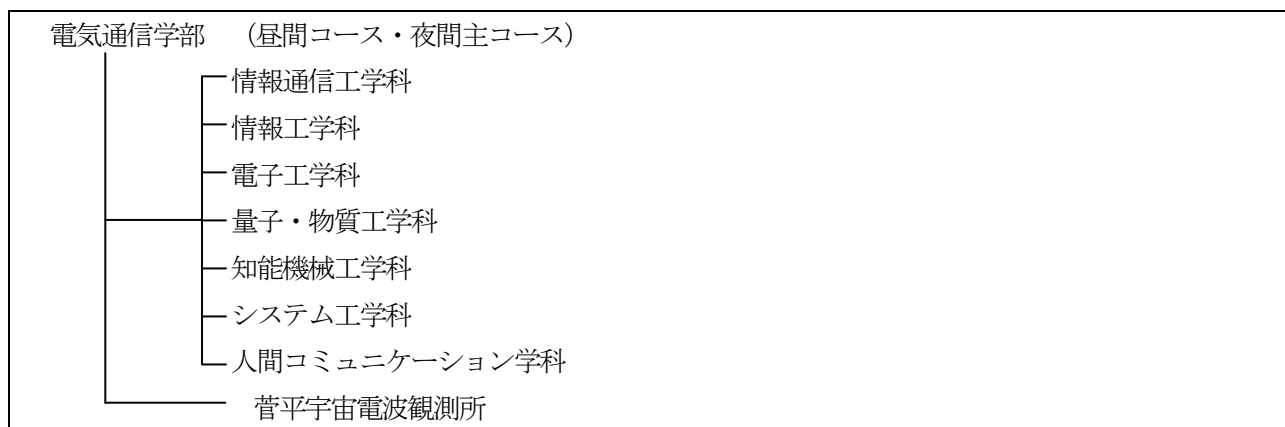 電気通信学部　（昼間コース・夜間主コース）
情報通信工学科
情報工学科
電子工学科
量子・物質工学科
知能機械工学科
システム工学科
人間コミュニケーション学科
菅平宇宙電波観測所